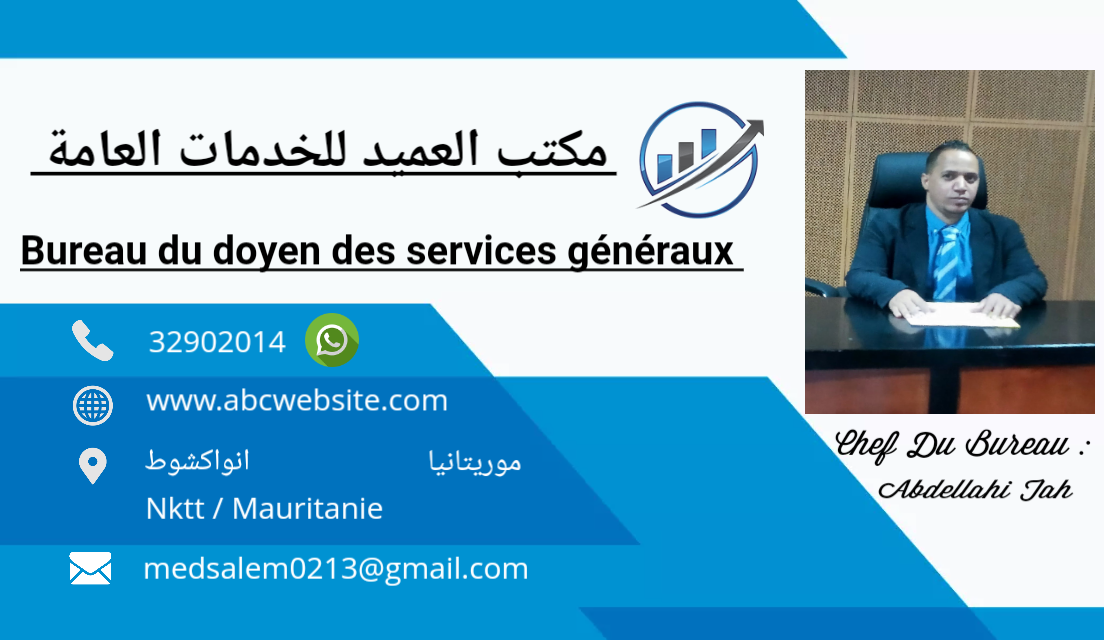 مكتب العميد للخدمات العامة
Bureau du doyen des services généraux
32902014
www.abcwebsite.com
موريتانيا انواكشوط
Nktt / Mauritanie
medsalem0213@gmail.com
Chef Du Bureau :
Abdellahi Jah